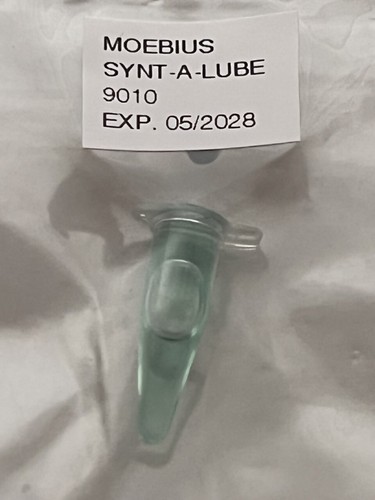 MOEBIUS
SYNT-A-LUBE
9010
EXP. 05/2028